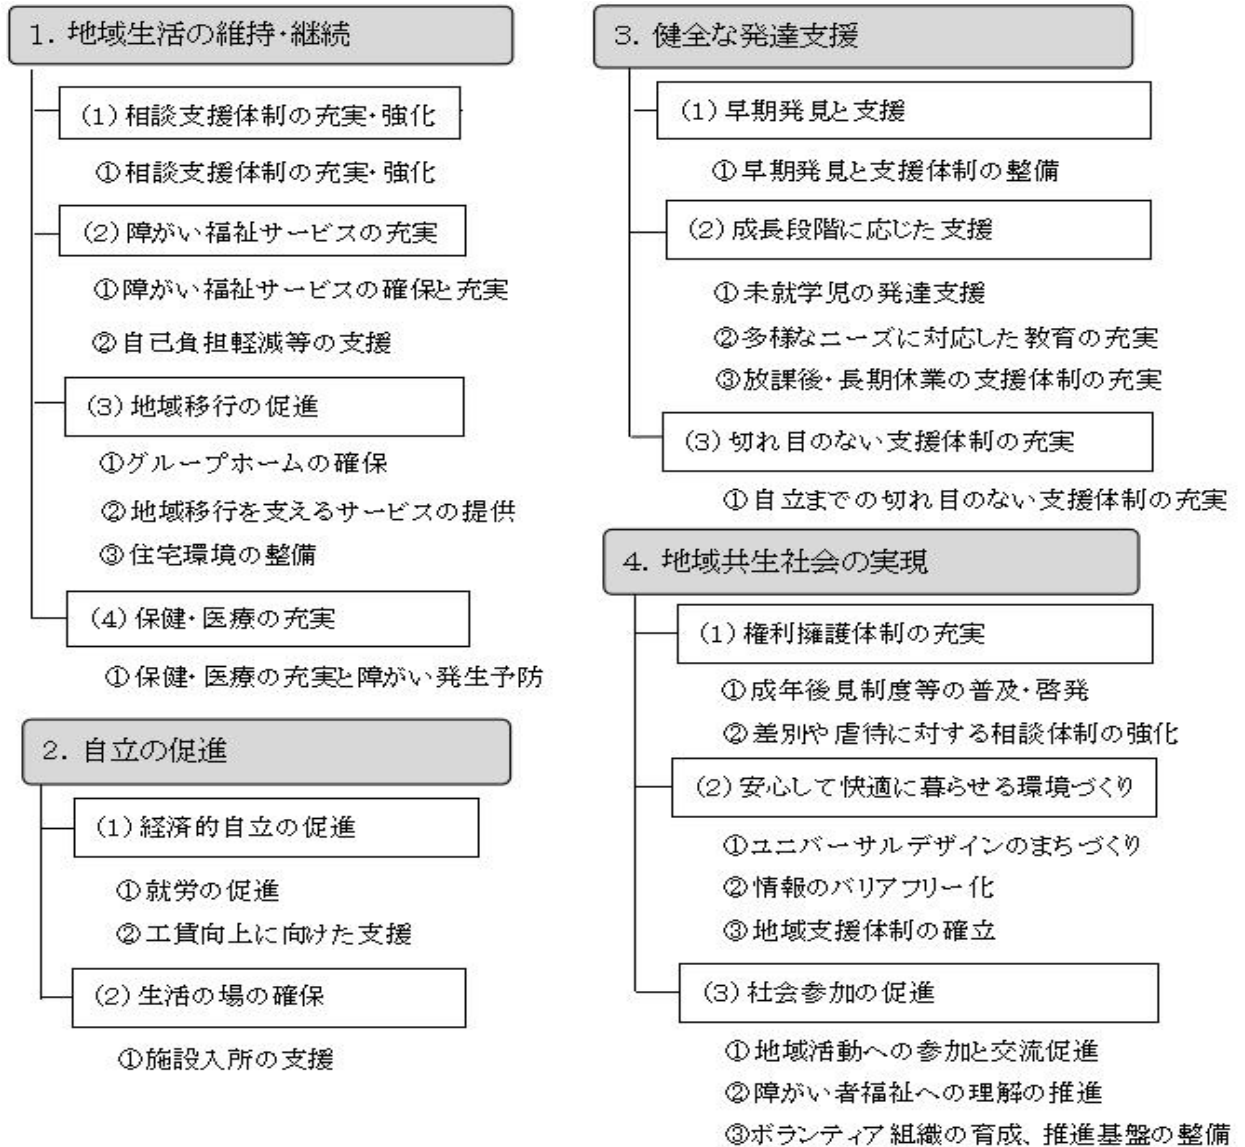 1. 地域生活の維持・継続
(1)相談支援体制の充実・強化
①相談支援体制の充実・強化
(2)障がい福祉サービスの充実
①障がい福祉サービスの確保と充実
②自己負担軽減等の支援
(3)地域移行の促進
①グループホームの確保
②地域移行を支えるサービスの提供
③住宅環境の整備
(4)保健・医療の充実
①保健・医療の充実と障がい発生予防
2. 自立の促進
(1)経済的自立の促進
①就労の促進
②工賃向上に向けた支援
(2)生活の場の確保
①施設入所の支援
3. 健全な発達支援
(1)早期発見と支援
①早期発見と支援体制の整備
(2)成長段階に応じた支援
①未就学児の発達支援
②多様なニーズに対応した教育の充実
③放課後・長期休業の支援体制の充実
(3)切れ目のない支援体制の充実
①自立までの切れ目のない支援体制の充実
4. 地域共生社会の実現
(1)権利擁護体制の充実
①成年後見制度等の普及・啓発
②差別や虐待に対する相談体制の強化
(2)安心して快適に暮らせる環境づくり
①ユニバーサルデザインのまちづくり
②情報のバリアフリー化
③地域支援体制の確立
(3)社会参加の促進
①地域活動への参加と交流促進
②障がい者福祉への理解の推進
③ボランティア組織の育成、推進基盤の整備